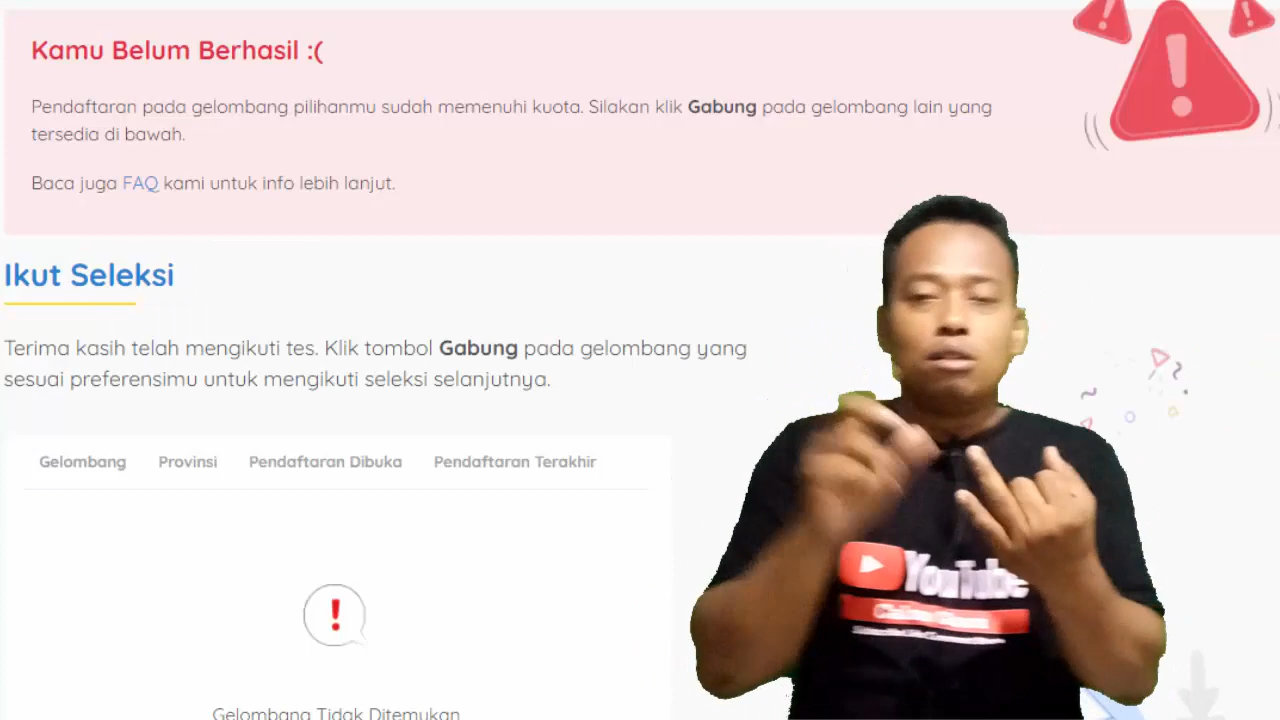 Kamu Belum Berhasil :(
Pendaftaran pada gelombang pilihanmu sudah memenuhi kuota. Silakan klik Gabung pada gelombang lain yang
tersedia di bawah.
Baca juga FAQ kami untuk info lebih lanjut.
Ikut Seleksi
Terima kasih telah mengikuti tes. Klik tombol Gabung pada gelombang yang
sesuai preferensimu untuk mengikuti seleksi selanjutnya.
Gelombang Provinsi Pendaftaran Dibuka Pendaftaran Terakhir
Gelombang Tidak Ditemukan
YouTube